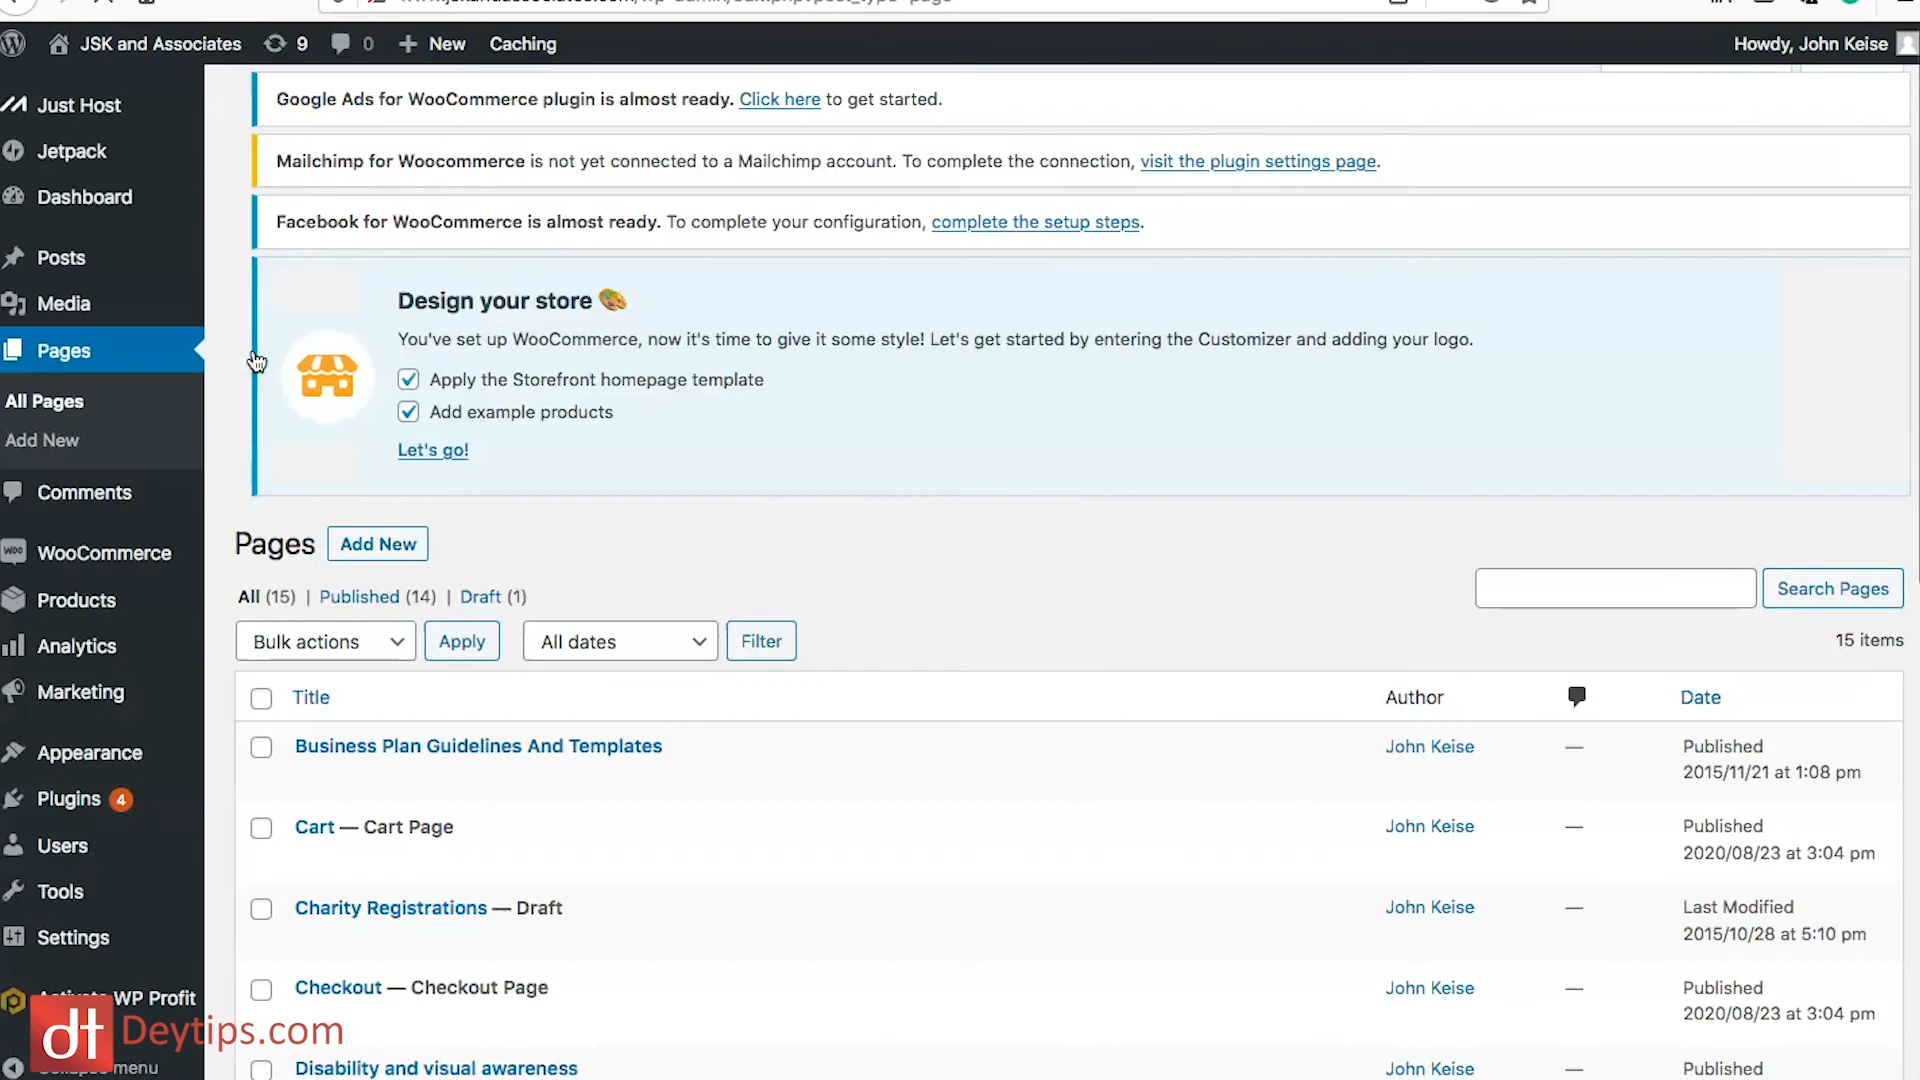 JSK and Associates
9
0
New
Caching
Howdy, John Keise
Just Host
Jetpack
Dashboard
Posts
Media
Pages
All Pages
Add New
Comments
WooCommerce
Products
Analytics
Marketing
Appearance
Plugins 4
Users
Tools
Settings
WP Profit
menu
Google Ads for WooCommerce plugin is almost ready. Click here to get started.
Mailchimp for Woocommerce is not yet connected to a Mailchimp account. To complete the connection, visit the plugin settings page.
Facebook for WooCommerce is almost ready. To complete your configuration, complete the setup steps.
Design your store
You've set up WooCommerce, now it's time to give it some style! Let's get started by entering the Customizer and adding your logo.
Apply the Storefront homepage template
Add example products
Let's go!
Pages Add New
All (15) | Published (14) | Draft (1)
Search Pages
Bulk actions Apply All dates Filter
15 items
Title Author Date
Business Plan Guidelines And Templates John Keise — Published
2015/11/21 at 1:08 pm
Cart — Cart Page John Keise — Published
2020/08/23 at 3:04 pm
Charity Registrations — Draft John Keise — Last Modified
2015/10/28 at 5:10 pm
Checkout — Checkout Page John Keise — Published
2020/08/23 at 3:04 pm
Disability and visual awareness John Keise — Published
dt Deytips.com